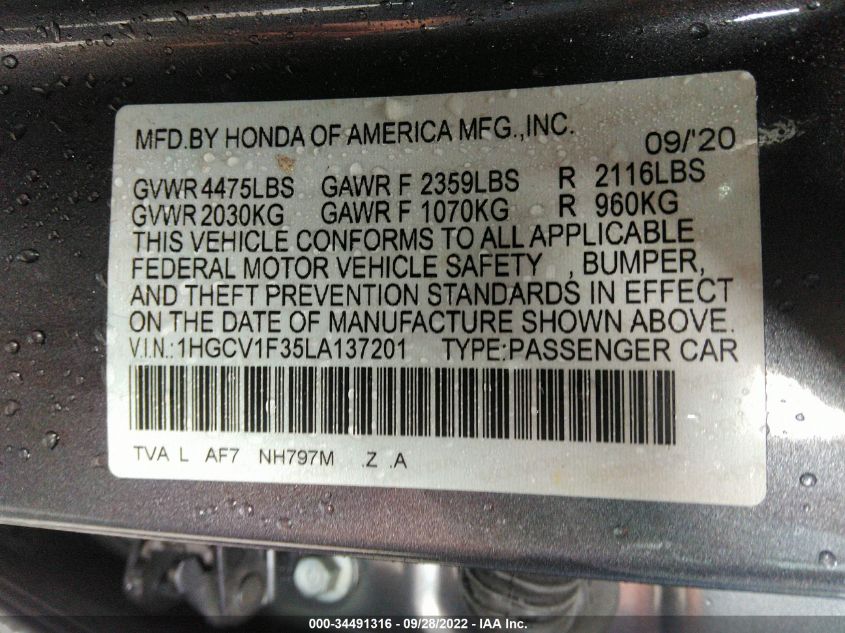 MFD.BY HONDA OF AMERICA MFG.,INC. 09/'20
GVWR 4475LBS GAWR F 2359LBS R 2116LBS
GVWR 2030KG GAWR F 1070KG R 960KG
THIS VEHICLE CONFORMS TO ALL APPLICABLE
FEDERAL MOTOR VEHICLE SAFETY , BUMPER,
AND THEFT PREVENTION STANDARDS IN EFFECT
ON THE DATE OF MANUFACTURE SHOWN ABOVE.
V.I.N.:1HGCV1F35LA137201 TYPE:PASSENGER CAR
TVA L AF7 NH797M .Z .A
000-34491316 - 09/28/2022 - IAA Inc.